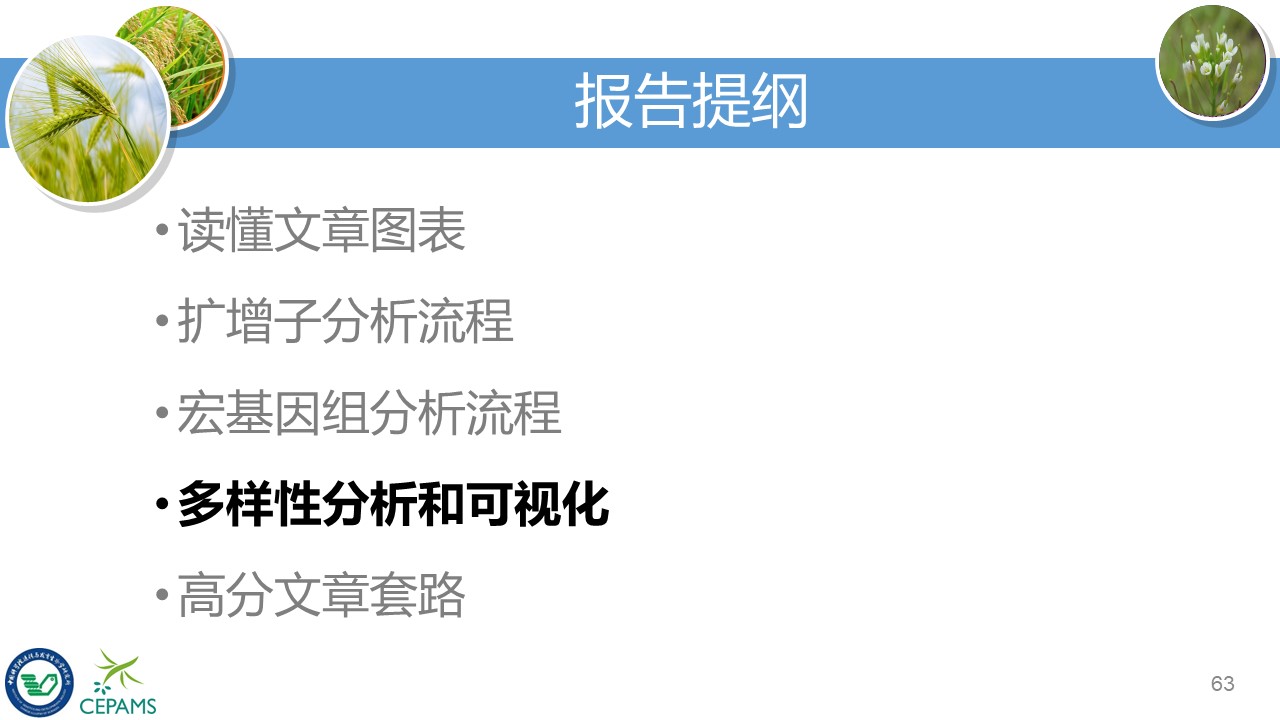 报告提纲
•读懂文章图表
•扩增子分析流程
•宏基因组分析流程
•多样性分析和可视化
•高分文章套路
CEPAMS
63